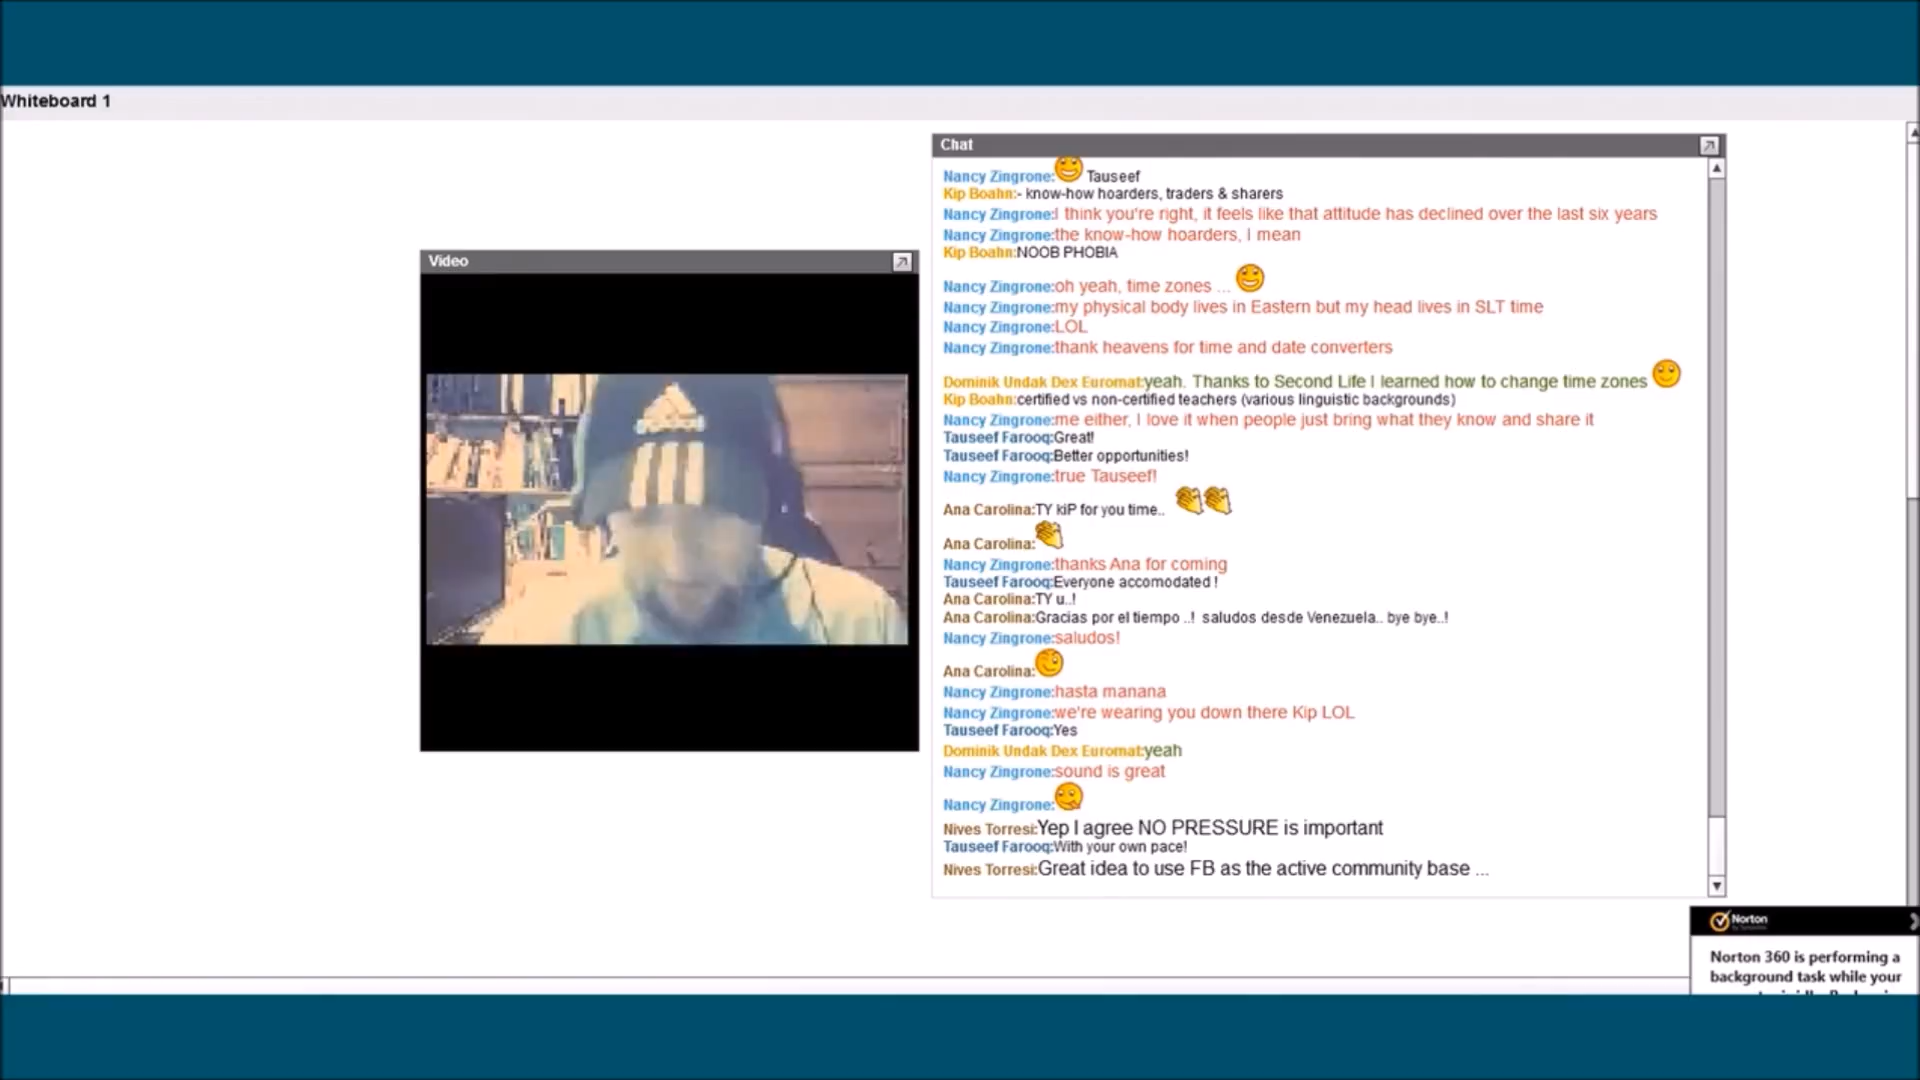 Whiteboard 1
Chat
Nancy Zingrone: Tauseef
Kip Boahn:- know-how hoarders, traders & sharers
Nancy Zingrone:I think you're right, it feels like that attitude has declined over the last six years
Nancy Zingrone:the know-how hoarders, I mean
Kip Boahn:NOOB PHOBIA
Video
Nancy Zingrone:oh yeah, time zones ...
Nancy Zingrone:my physical body lives in Eastern but my head lives in SLT time
Nancy Zingrone:LOL
Nancy Zingrone:thank heavens for time and date converters
Dominik Undak Dex Euromat:yeah. Thanks to Second Life I learned how to change time zones
Kip Boahn:certified vs non-certified teachers (various linguistic backgrounds)
Nancy Zingrone:me either, I love it when people just bring what they know and share it
Tauseef Farooq:Great!
Tauseef Farooq:Better opportunities!
Nancy Zingrone:true Tauseef!
Ana Carolina:TY kiP for you time..
Ana Carolina:
Nancy Zingrone:thanks Ana for coming
Tauseef Farooq:Everyone accomodated !
Ana Carolina:TY u..!
Ana Carolina:Gracias por el tiempo ..! saludos desde Venezuela.. bye bye..!
Nancy Zingrone:saludos!
Ana Carolina:
Nancy Zingrone:hasta manana
Nancy Zingrone:we're wearing you down there Kip LOL
Tauseef Farooq:Yes
Dominik Undak Dex Euromat:yeah
Nancy Zingrone:sound is great
Nancy Zingrone:
Nives Torresi:Yep I agree NO PRESSURE is important
Tauseef Farooq:With your own pace!
Nives Torresi:Great idea to use FB as the active community base ...
Norton
Norton 360 is performing a
background task while your